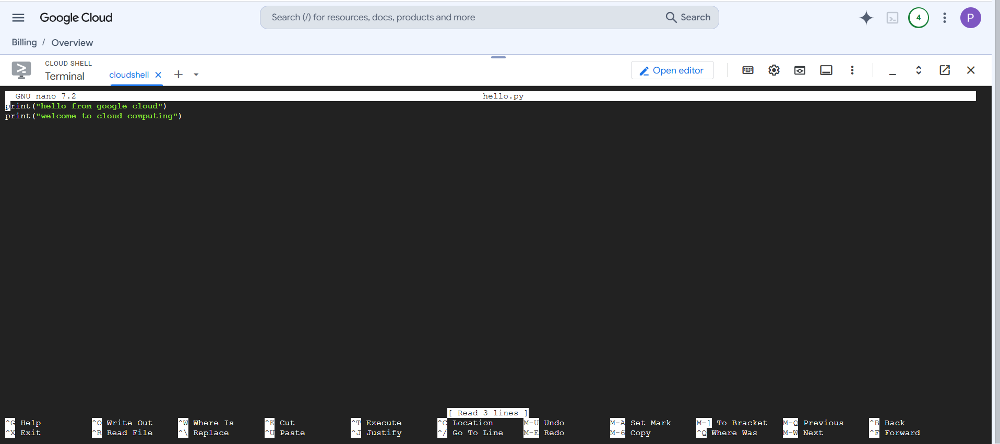 Google Cloud
Search (/) for resources, docs, products and more
Search
4
P
Billing / Overview
CLOUD SHELL
Terminal
cloudshell
Open editor
GNU nano 7.2 hello.py
print("hello from google cloud")
print("welcome to cloud computing")
[ Read 3 lines ]
^G Help ^O Write Out ^W Where Is ^K Cut ^T Execute ^C Location M-U Undo M-A Set Mark M-] To Bracket M-Q Previous ^B Back
^X Exit ^R Read File ^\ Replace ^U Paste ^J Justify ^/ Go To Line M-E Redo M-6 Copy ^Q Where Was M-W Next ^F Forward